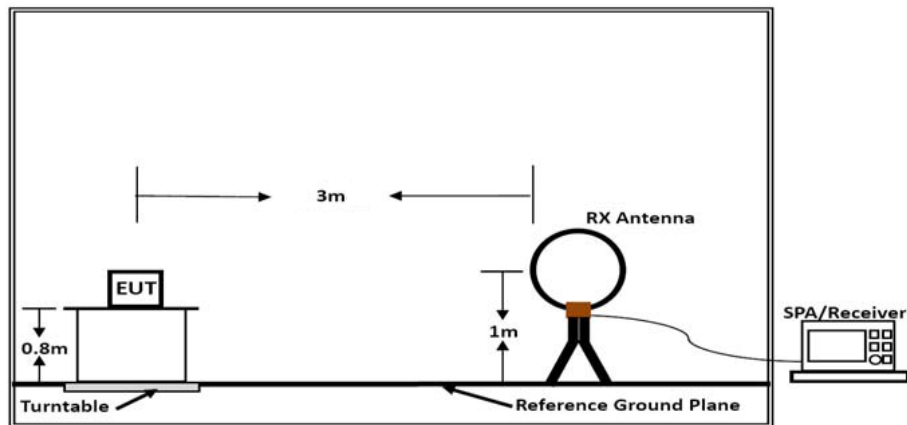 3m
RX Antenna
EUT
SPA/Receiver
0.8m
1m
Turntable
Reference Ground Plane